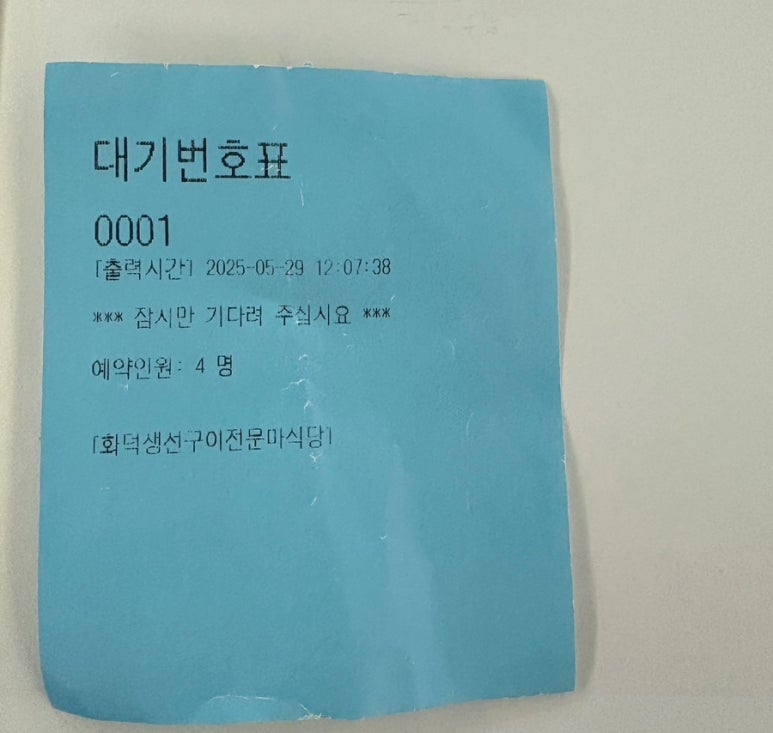 대기번호표
0001
[출력시간] 2025-05-29 12:07:38
*** 잠시만 기다려 주십시요 ***
예약인원: 4 명
[화덕생선구이전문마식당]